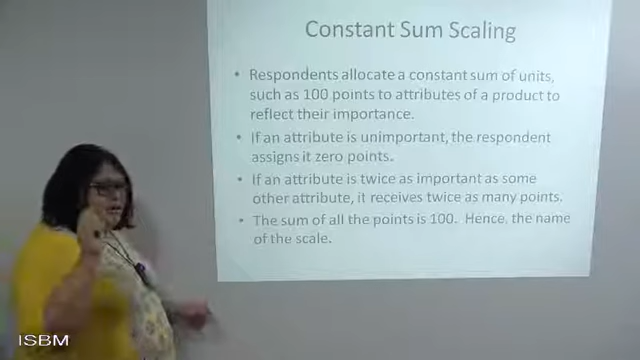 Constant Sum Scaling
• Respondents allocate a constant sum of units,
such as 100 points to attributes of a product to
reflect their importance.
• If an attribute is unimportant, the respondent
assigns it zero points.
• If an attribute is twice as important as some
other attribute, it receives twice as many points.
• The sum of all the points is 100. Hence, the name
of the scale.
ISBM